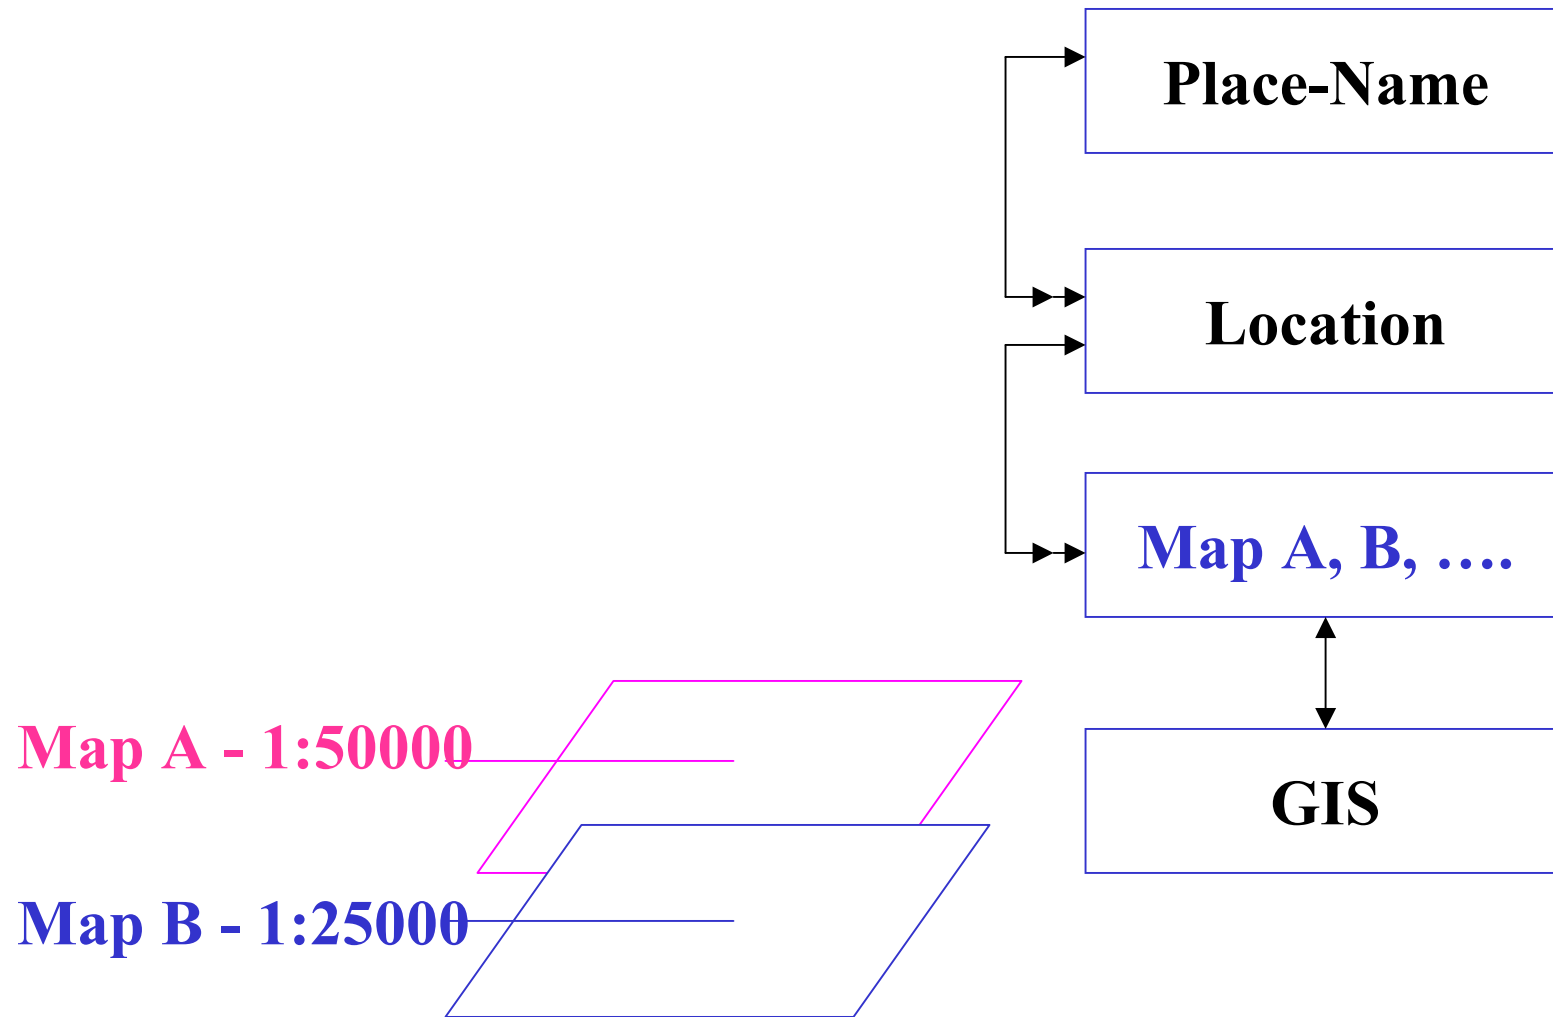 Place-Name
Location
Map A, B, ….
Map A - 1:50000
GIS
Map B - 1:25000